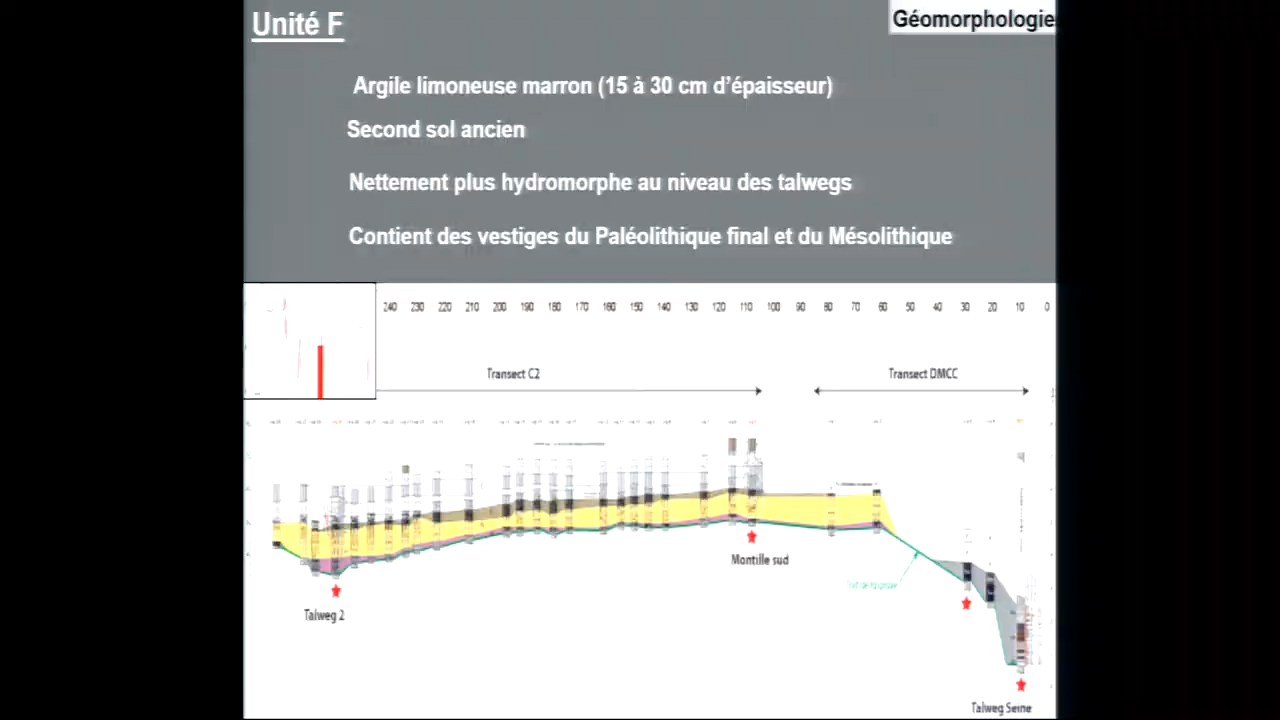 Unité F
Géomorphologie
Argile limoneuse marron (15 à 30 cm d'épaisseur)
Second sol ancien
Nettement plus hydromorphe au niveau des talwegs
Contient des vestiges du Paléolithique final et du Mésolithique
240 230 220 210 200 190 180 170 160 150 140 130 120 110 100 90 80 70 60 50 40 30 20 10 0
Transect C2
Transect DMCC
Montille sud
Talweg 2
Talweg Seine